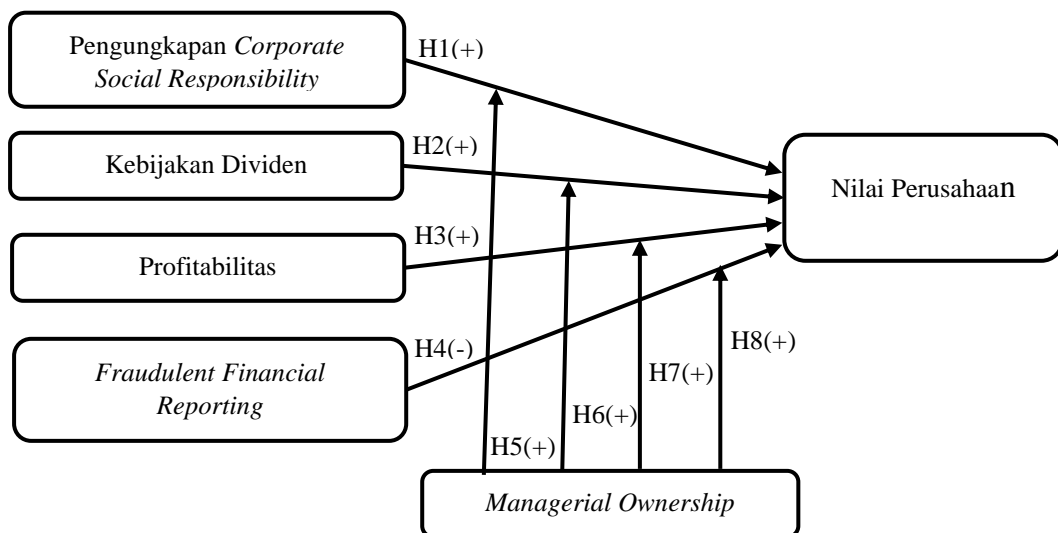 Pengungkapan Corporate
Social Responsibility
H1(+)
Kebijakan Dividen
H2(+)
Nilai Perusahaan
Profitabilitas
H3(+)
Fraudulent Financial
Reporting
H4(-)
H8(+)
H7(+)
H6(+)
H5(+)
Managerial Ownership